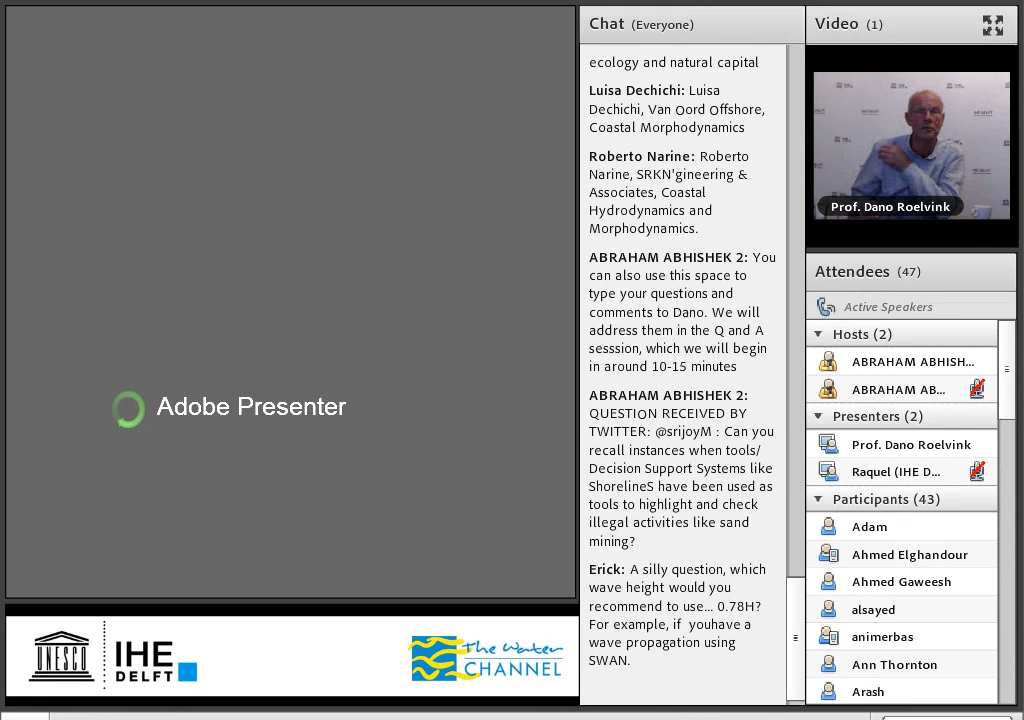 Adobe Presenter
UNESCO
IHE
DELFT
the Water
CHANNEL
Chat (Everyone)
ecology and natural capital
Luisa Dechichi: Luisa
Dechichi, Van Oord Offshore,
Coastal Morphodynamics
Roberto Narine: Roberto
Narine, SRKN'gineering &
Associates, Coastal
Hydrodynamics and
Morphodynamics.
ABRAHAM ABHISHEK 2: You
can also use this space to
type your questions and
comments to Dano. We will
address them in the Q and A
sesssion, which we will begin
in around 10-15 minutes
ABRAHAM ABHISHEK 2:
QUESTION RECEIVED BY
TWITTER: @srijoyM : Can you
recall instances when tools/
Decision Support Systems like
ShorelineS have been used as
tools to highlight and check
illegal activities like sand
mining?
Erick: A silly question, which
wave height would you
recommend to use... 0.78H?
For example, if youhave a
wave propagation using
SWAN.
Video (1)
Prof. Dano Roelvink
Attendees (47)
Active Speakers
Hosts (2)
ABRAHAM ABHISH...
ABRAHAM AB...
Presenters (2)
Prof. Dano Roelvink
Raquel (IHE D...
Participants (43)
Adam
Ahmed Elghandour
Ahmed Gaweesh
alsayed
animerbas
Ann Thornton
Arash